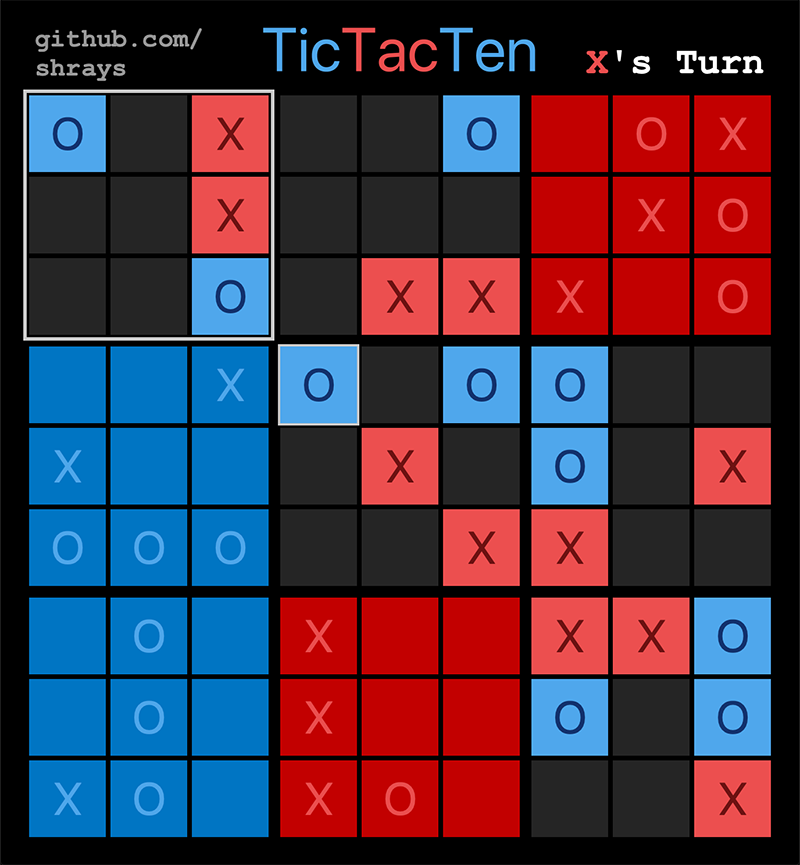 github.com/
shrays
TicTacTen
X's Turn
O X O O X
X X O
O X X X O
X O O O
X X O X
O O O X X
O X X X O
O X O O
X O X O X